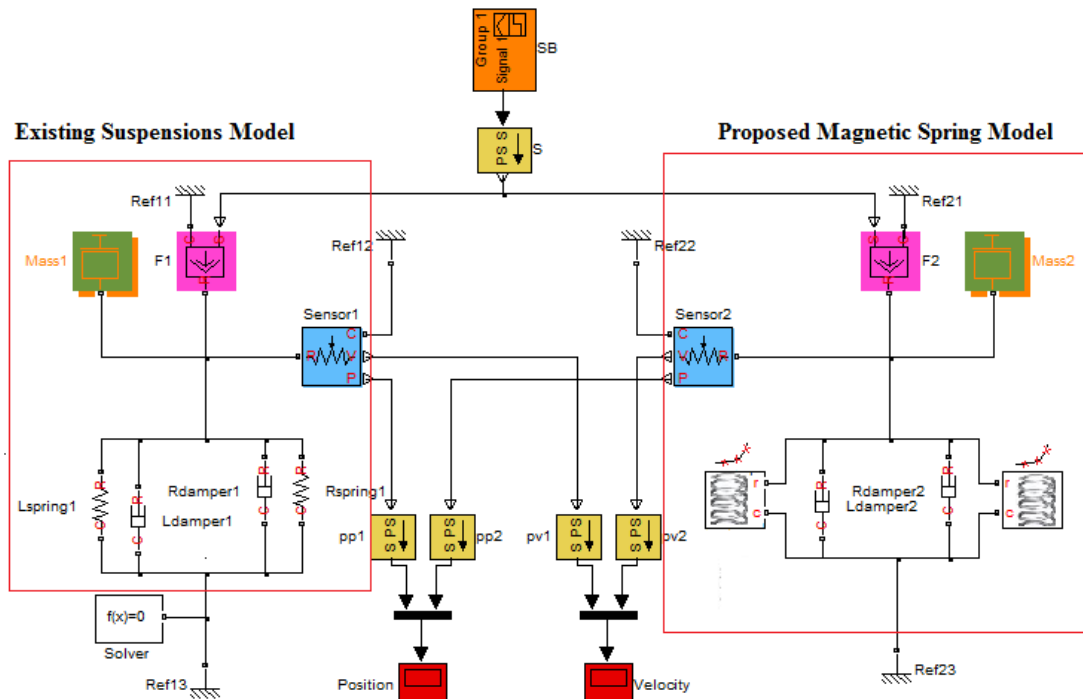 Group 1
Signal 1
SB
Existing Suspensions Model
Proposed Magnetic Spring Model
PS S
S
Ref11
Ref21
S
C
S
C
Mass1
F1
R
Ref12
Ref22
F2
R
Mass2
Sensor1
Sensor2
R
C
V
P
C
V
P
R
Lspring1
R
C
R
C
Rdamper1
Ldamper1
R
C
R
C
Rspring1
pp1
S PS
S PS
pp2
pv1
S PS
S PS
pv2
r
c
R
C
Rdamper2
Ldamper2
R
C
r
c
f(x)=0
Solver
Ref13
Position
Velocity
Ref23